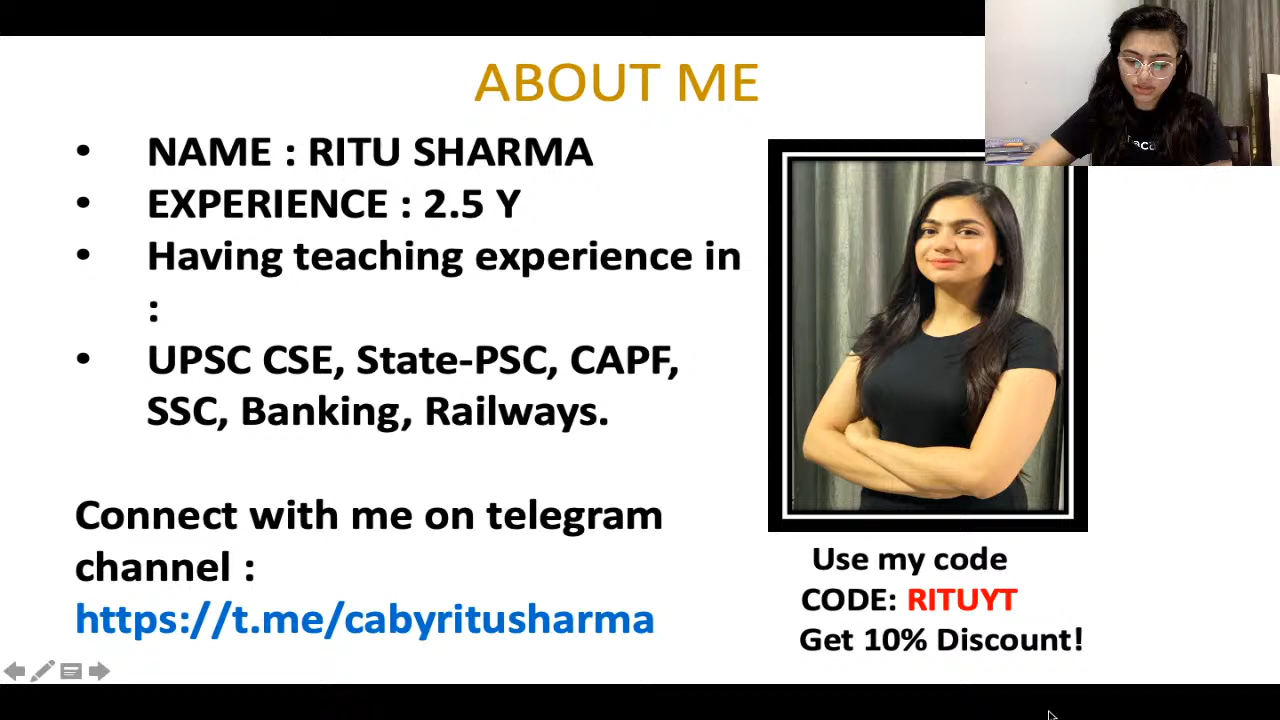 ABOUT ME
• NAME : RITU SHARMA
• EXPERIENCE : 2.5 Y
• Having teaching experience in
:
• UPSC CSE, State-PSC, CAPF,
SSC, Banking, Railways.
Connect with me on telegram
channel :
https://t.me/cabyritusharma
Use my code
CODE: RITUYT
Get 10% Discount!